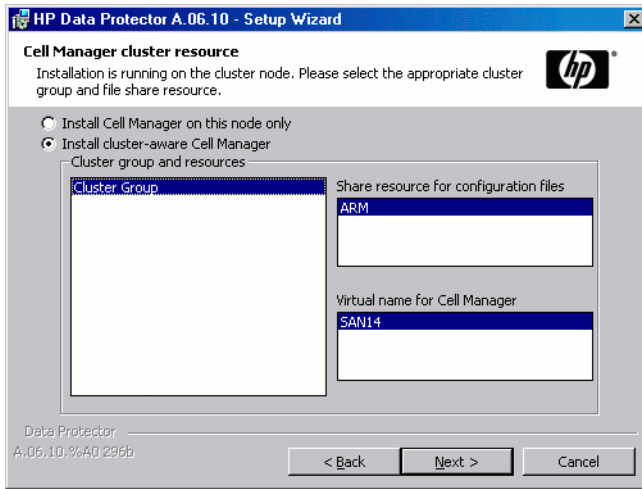 HP Data Protector A.06.10 - Setup Wizard
Cell Manager cluster resource
Installation is running on the cluster node. Please select the appropriate cluster
group and file share resource.
hp
Install Cell Manager on this node only
Install cluster-aware Cell Manager
Cluster group and resources
Cluster Group
Share resource for configuration files
ARM
Virtual name for Cell Manager
SAN14
Data Protector
A.06.10.%A0 296b
< Back
Next >
Cancel